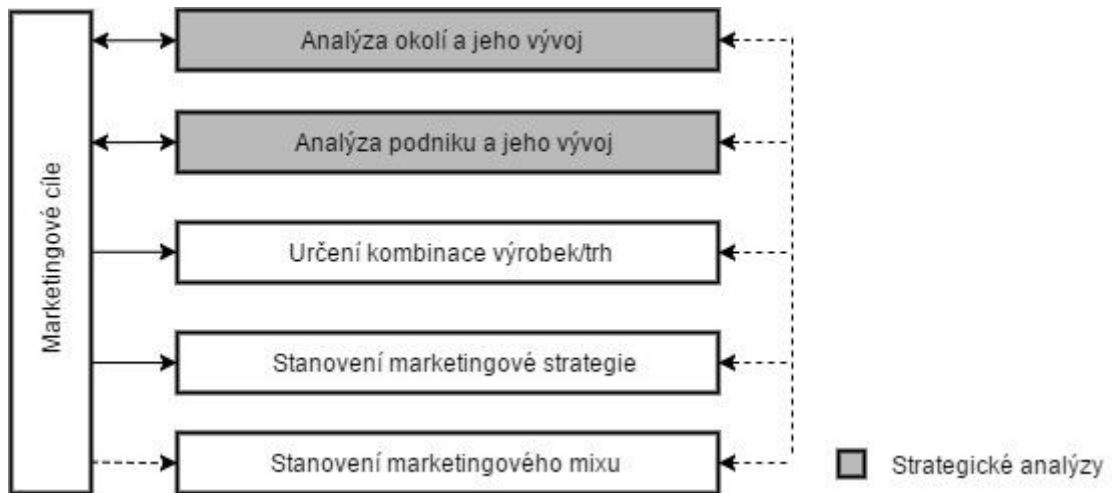 Marketingové cíle
Analýza okolí a jeho vývoj
Analýza podniku a jeho vývoj
Určení kombinace výrobek/trh
Stanovení marketingové strategie
Stanovení marketingového mixu
Strategické analýzy